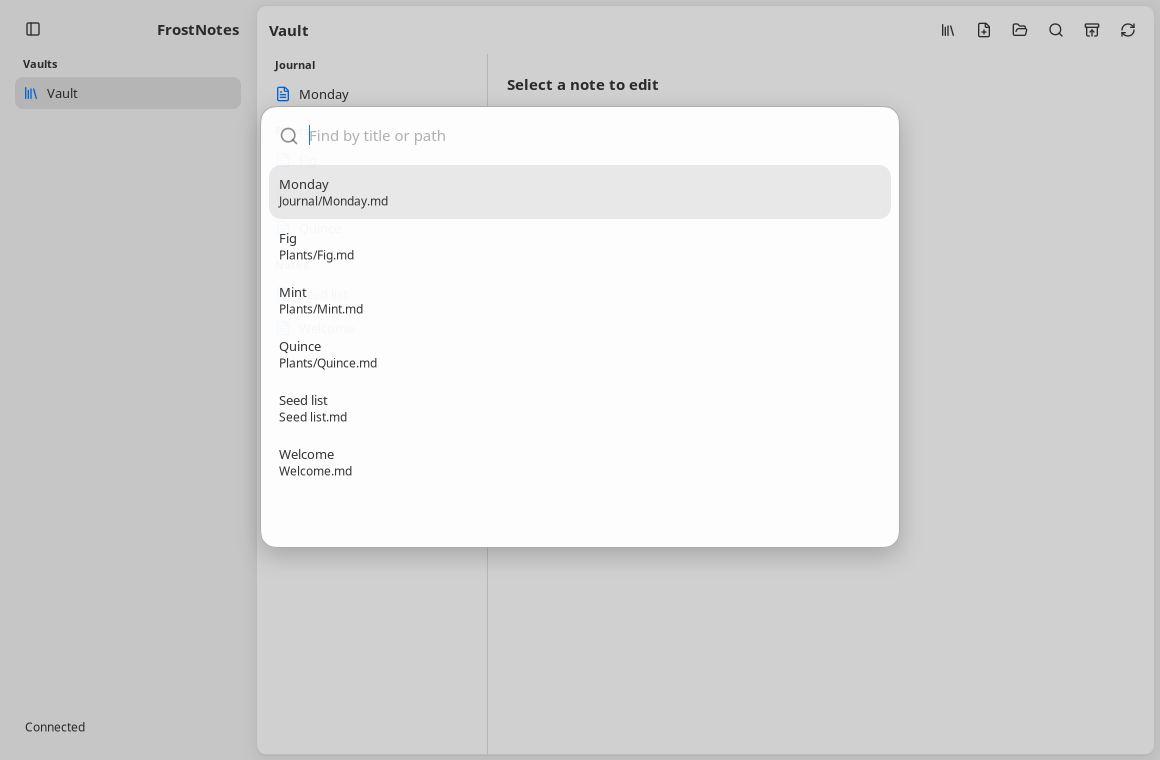 FrostNotes
Vaults
Vault
Connected
Vault
Journal
Monday
Select a note to edit
Find by title or path
Monday
Journal/Monday.md
Fig
Plants/Fig.md
Mint
Plants/Mint.md
Quince
Plants/Quince.md
Seed list
Seed list.md
Welcome
Welcome.md